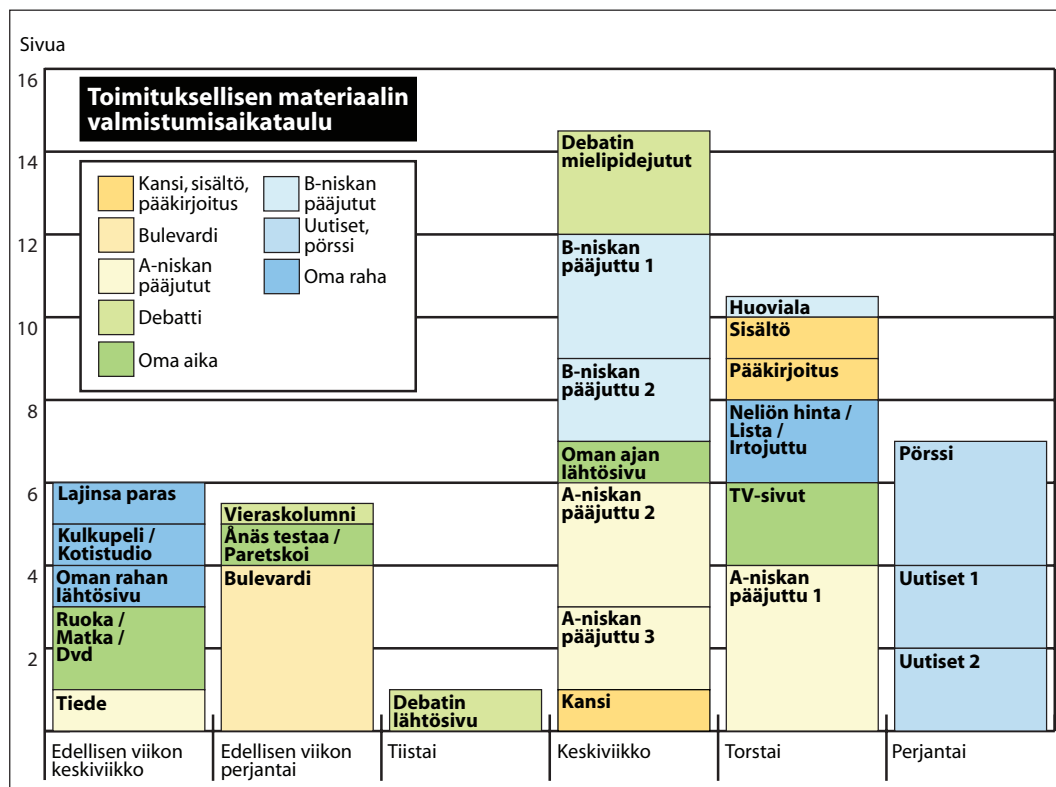 Sivua
16
14
12
10
8
6
4
2
Toimituksellisen materiaalin
valmistumisaikataulu
Kansi, sisältö,
pääkirjoitus
Bulevardi
A-niskan
pääjutut
Debatti
Oma aika
B-niskan
pääjutut
Uutiset,
pörssi
Oma raha
Lajinsa paras
Kulkupeli /
Kotistudio
Oman rahan
lähtösivu
Ruoka /
Matka /
Dvd
Tiede
Edellisen viikon
keskiviikko
Vieraskolumni
Ånäs testaa /
Paretskoi
Bulevardi
Edellisen viikon
perjantai
Debatin
lähtösivu
Tiistai
Debatin
mielipidejutut
B-niskan
pääjuttu 1
B-niskan
pääjuttu 2
Oman ajan
lähtösivu
A-niskan
pääjuttu 2
A-niskan
pääjuttu 3
Kansi
Keskiviikko
Huoviala
Sisältö
Pääkirjoitus
Neliön hinta /
Lista /
Irtojuttu
TV-sivut
A-niskan
pääjuttu 1
Torstai
Pörssi
Uutiset 1
Uutiset 2
Perjantai